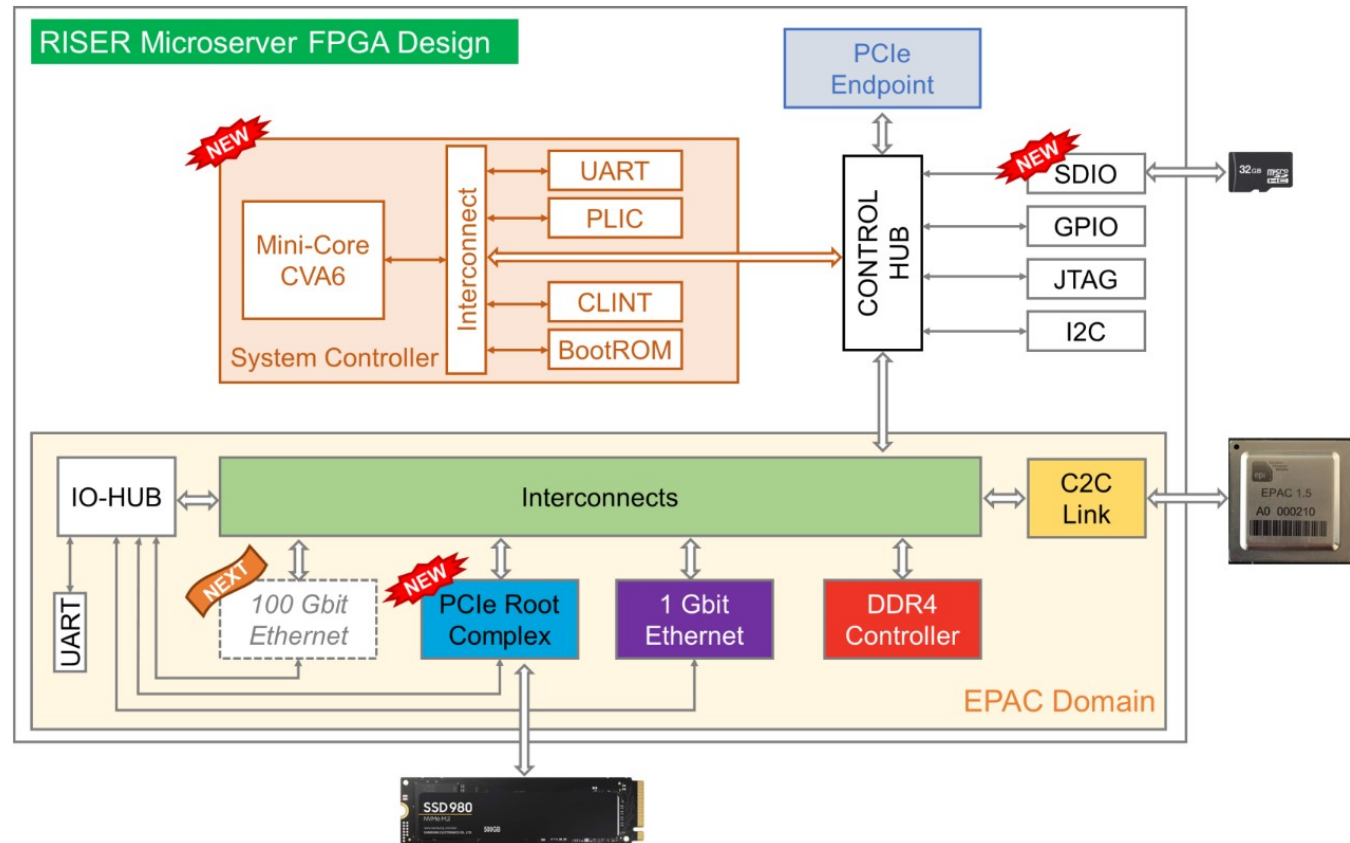 RISER Microserver FPGA Design
PCIe
Endpoint
NEW
Mini-Core
CVA6
Interconnect
UART
PLIC
CLINT
BootROM
System Controller
CONTROL
HUB
NEW
SDIO
GPIO
JTAG
I2C
32GB
micro
IO-HUB
Interconnects
C2C
Link
epi
EPAC 1.5
A0 000210
UART
NEXT
100 Gbit
Ethernet
NEW
PCIe Root
Complex
1 Gbit
Ethernet
DDR4
Controller
EPAC Domain
SSD 980
NVMe M.2
500GB